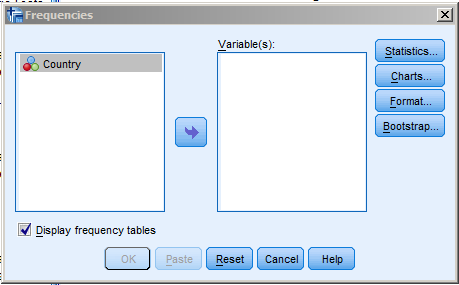 Frequencies
Variable(s):
Country
Statistics...
Charts...
Format...
Bootstrap...
Display frequency tables
OK
Paste
Reset
Cancel
Help